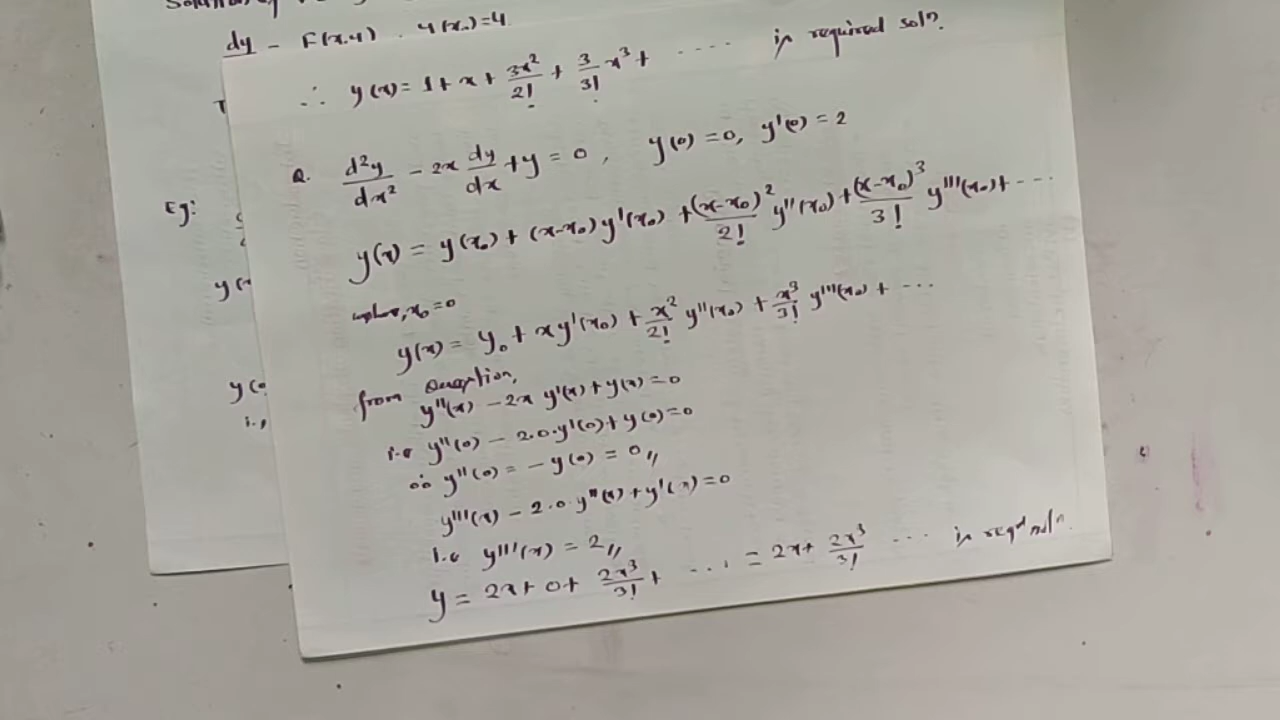 dy/dx = F(x,y) , y(x₀)=y
∴ y(x) = 1 + x + 3x²/2! + 3/3! x³ + ---- is required solⁿ.
Q. d²y/dx² - 2x dy/dx + y = 0 , y(0) = 0, y'(0) = 2
Eg:
y(x) = y(x₀) + (x-x₀) y'(x₀) + (x-x₀)²/2! y''(x₀) + (x-x₀)³/3! y'''(x₀) + ---
y(x
x₀=0
y(x) = y₀ + x y'(x₀) + x²/2! y''(x₀) + x³/3! y'''(x₀) + ---
y(0
from Question,
y''(x) - 2x y'(x) + y(x) = 0
i.e
i.e y''(0) - 2.0.y'(0) + y(0) = 0
∴ y''(0) = - y(0) = 0,,
y'''(x) - 2.0.y''(x) + y'(x) = 0
i.e y'''(x) = 2,,
y = 2x + 0 + 2x³/3! + ---- = 2x + 2x³/3! --- is reqᵈ solⁿ.